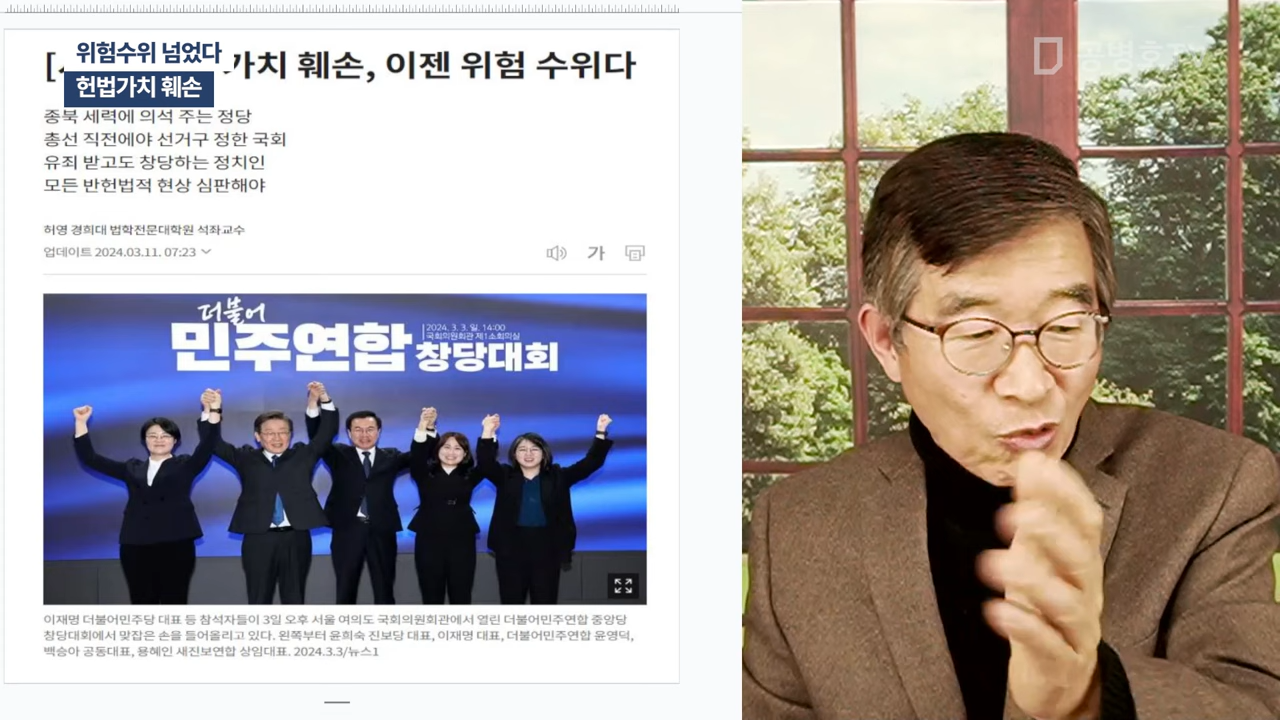 위험수위 넘었다
헌법가치 훼손
가치 훼손, 이젠 위험 수위다
종북 세력에 의석 주는 정당
총선 직전에야 선거구 정한 국회
유죄 받고도 창당하는 정치인
모든 반헌법적 현상 심판해야
허영 경희대 법학전문대학원 석좌교수
업데이트 2024.03.11. 07:23
가
더불어
민주연합
2024. 3. 3. 일. 14:00
국회의원회관 제1소회의실
창당대회
이재명 더불어민주당 대표 등 참석자들이 3일 오후 서울 여의도 국회의원회관에서 열린 더불어민주연합 중앙당
창당대회에서 맞잡은 손을 들어올리고 있다. 왼쪽부터 윤희숙 진보당 대표, 이재명 대표, 더불어민주연합 윤영덕,
백승아 공동대표, 용혜인 새진보연합 상임대표. 2024.3.3/뉴스1
공병호